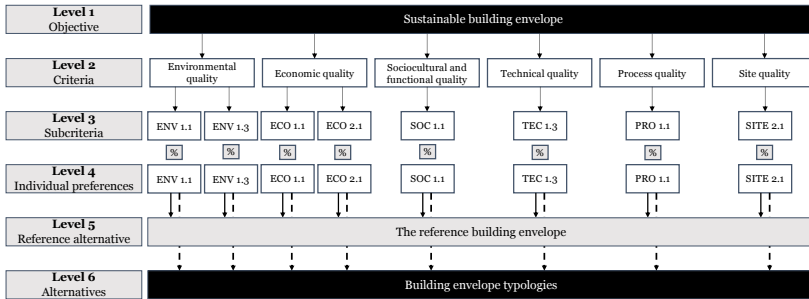 Level 1
Objective
Sustainable building envelope
Level 2
Criteria
Environmental
quality
Economic quality
Sociocultural and
functional quality
Technical quality
Process quality
Site quality
Level 3
Subcriteria
ENV 1.1
ENV 1.3
ECO 1.1
ECO 2.1
SOC 1.1
TEC 1.3
PRO 1.1
SITE 2.1
%
%
%
%
%
%
%
%
Level 4
Individual preferences
ENV 1.1
ENV 1.3
ECO 1.1
ECO 2.1
SOC 1.1
TEC 1.3
PRO 1.1
SITE 2.1
Level 5
Reference alternative
The reference building envelope
Level 6
Alternatives
Building envelope typologies